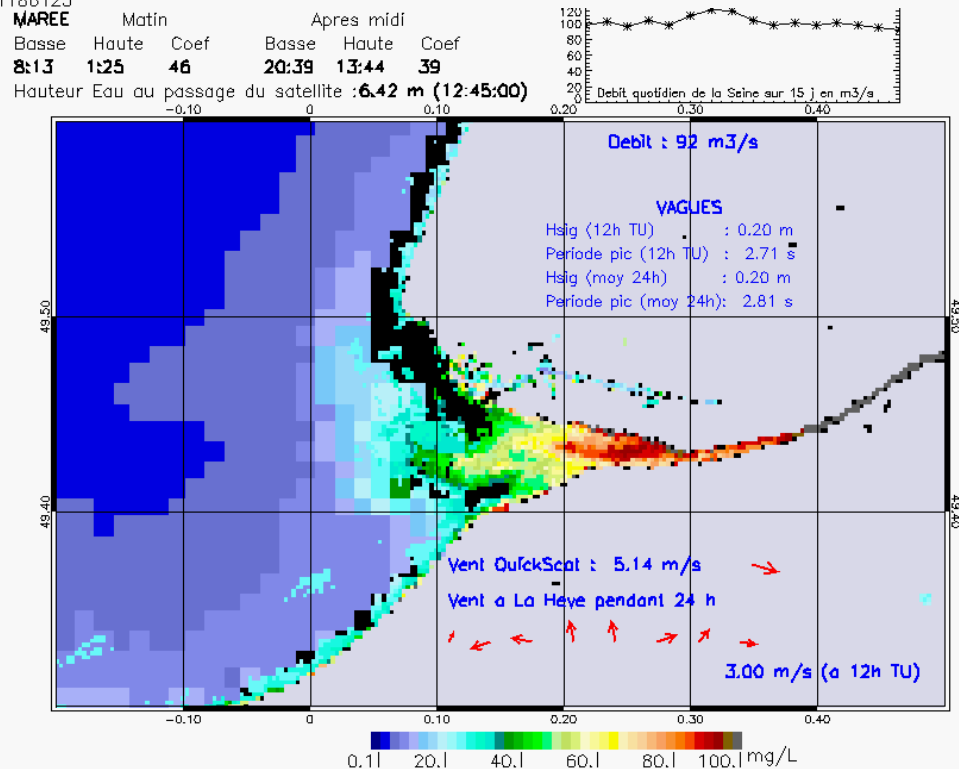 MAREE Matin Apres midi
Basse Haute Coef Basse Haute Coef
8:13 1:25 46 20:39 13:44 39
Hauteur Eau au passage du satellite :6.42 m (12:45:00)
120
100
80
60
40
20
0
Debit quotidien de la Seine sur 15 j en m3/s
-0.10 0 0.10 0.20 0.30 0.40
Debit : 92 m3/s
VAGUES
Hsig (12h TU) : 0.20 m
Periode pic (12h TU) : 2.71 s
Hsig (moy 24h) : 0.20 m
Periode pic (moy 24h): 2.81 s
49.50 49.50
49.40 49.40
Vent QuickScat : 5.14 m/s
Vent a La Heve pendant 24 h
3.00 m/s (a 12h TU)
-0.10 0 0.10 0.20 0.30 0.40
0.1| 20.| 40.| 60.| 80.| 100.| mg/L